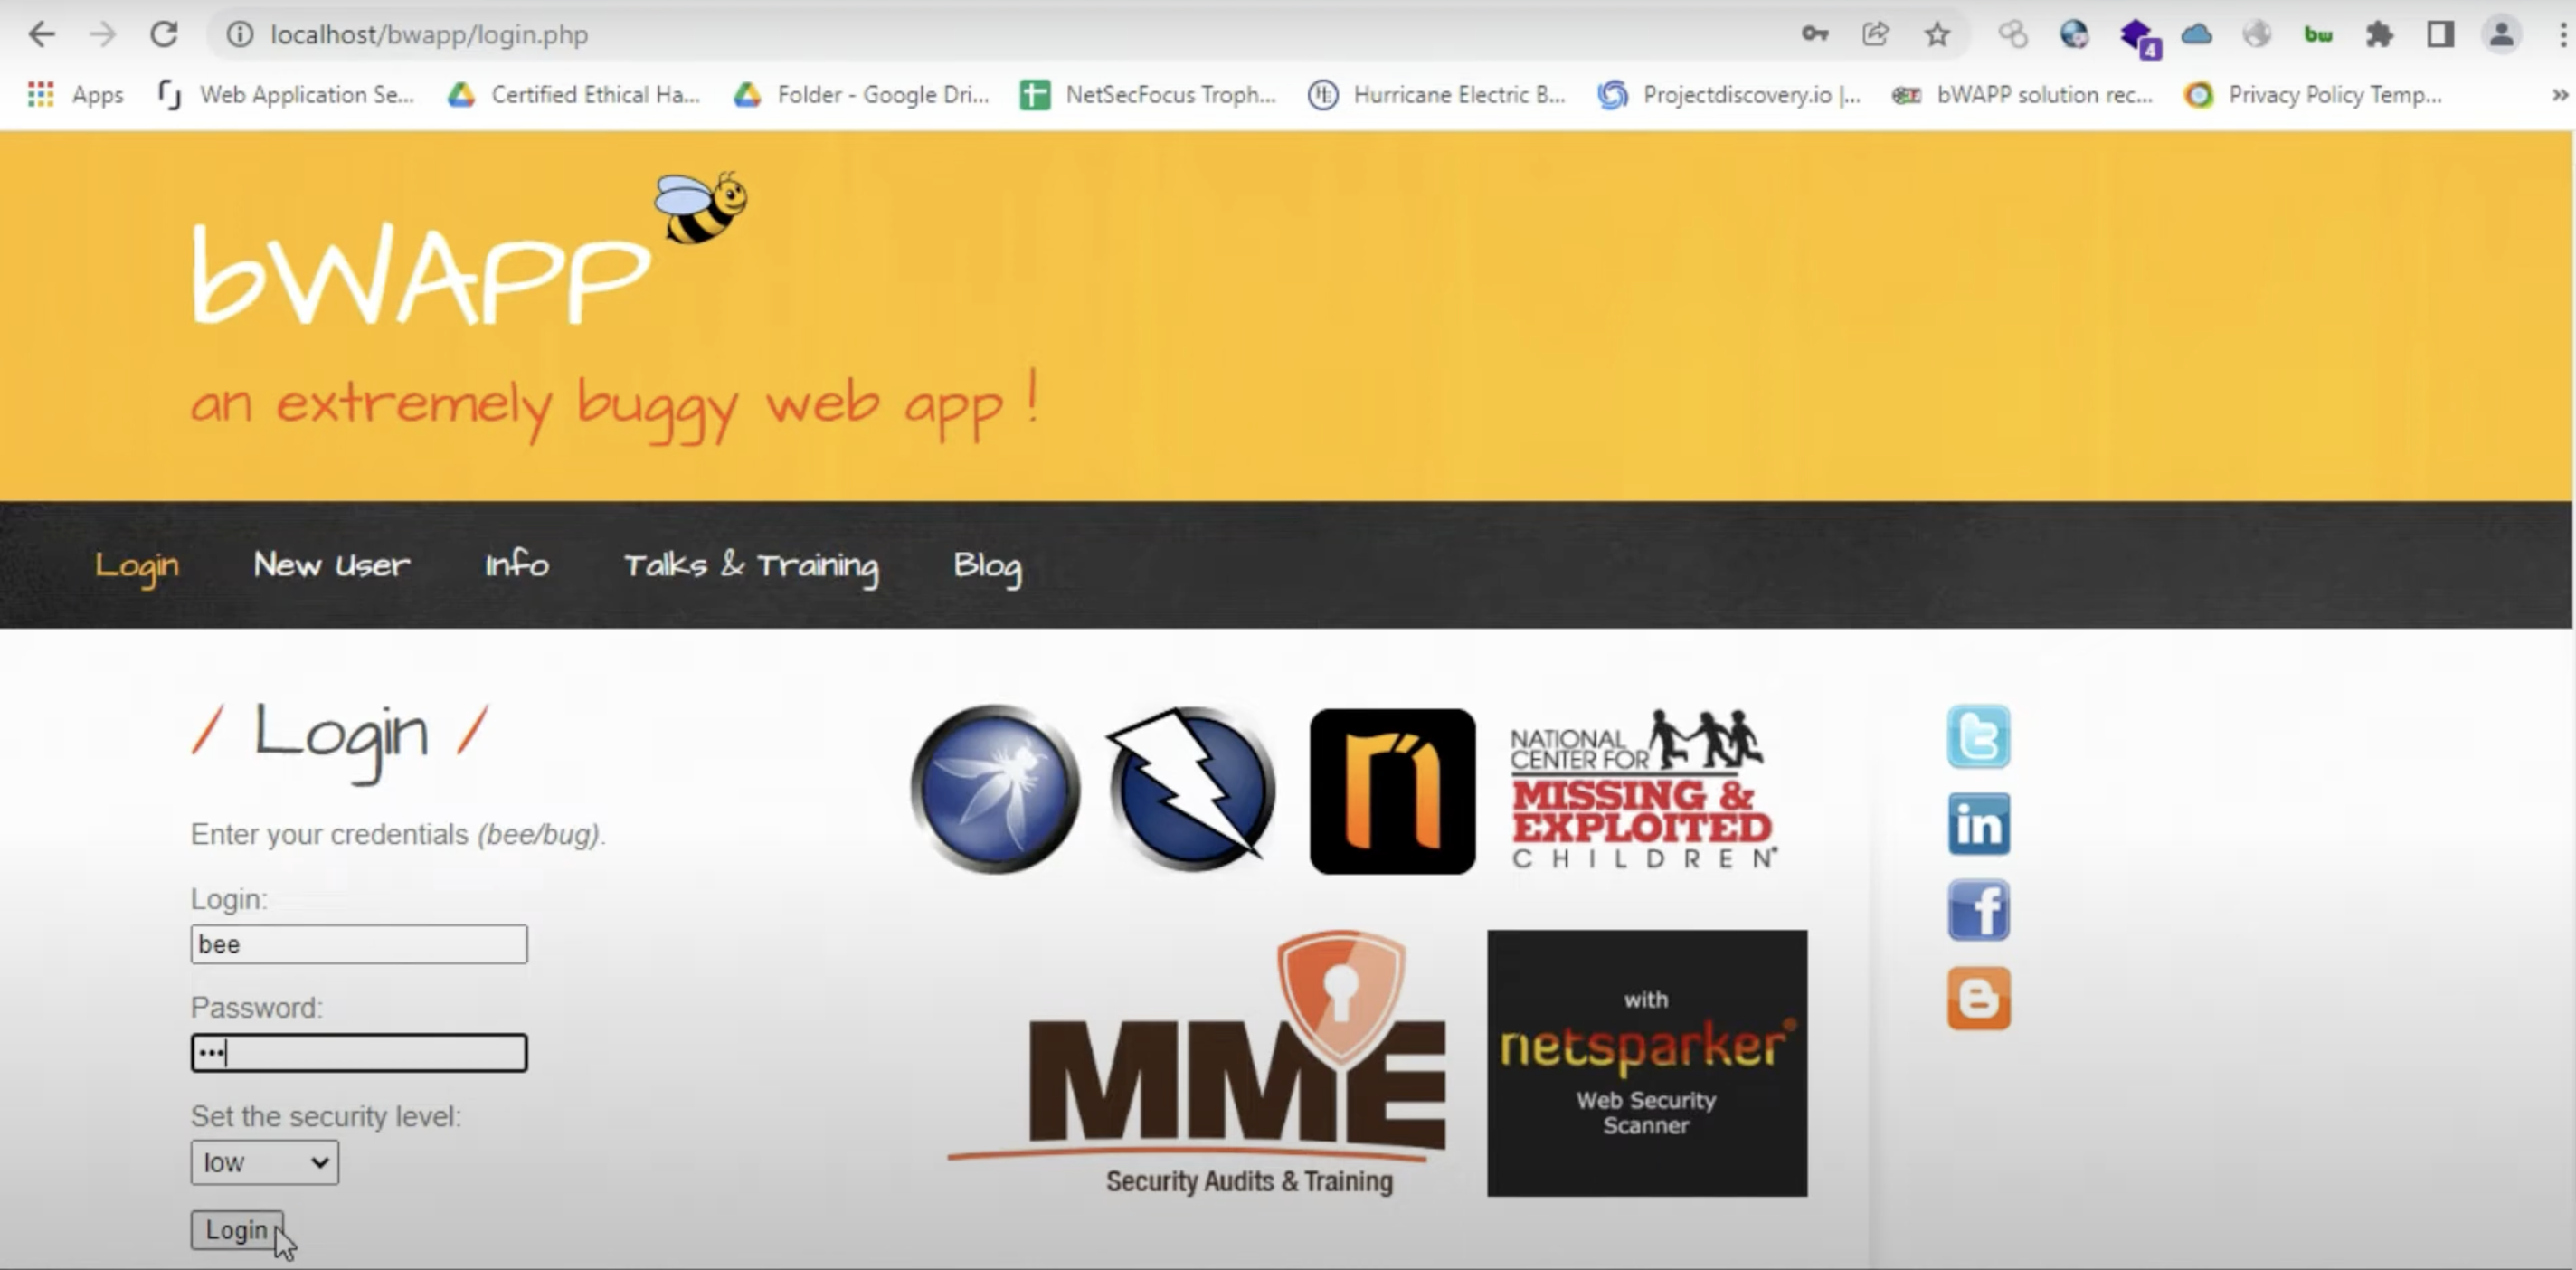 localhost/bwapp/login.php
4
bw
Apps
Web Application Se...
Certified Ethical Ha...
Folder - Google Dri...
NetSecFocus Troph...
HE
Hurricane Electric B...
Projectdiscovery.io |...
bWAPP solution rec...
Privacy Policy Temp...
»
bWAPP
an extremely buggy web app !
Login
New User
Info
Talks & Training
Blog
/ Login /
Enter your credentials (bee/bug).
Login:
bee
Password:
•••
Set the security level:
low
Login
n
NATIONAL
CENTER FOR
MISSING &
EXPLOITED
CHILDREN®
MME
Security Audits & Training
with
netsparker®
Web Security
Scanner
t
in
f
B